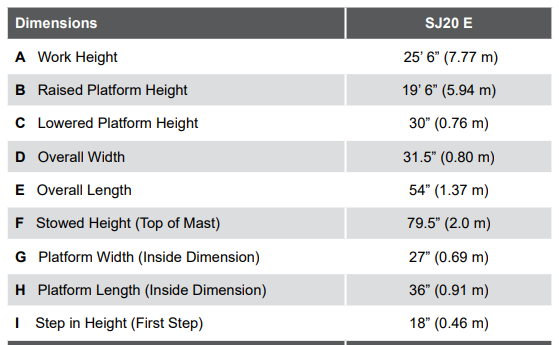 Dimensions SJ20 E
A Work Height 25’ 6” (7.77 m)
B Raised Platform Height 19’ 6” (5.94 m)
C Lowered Platform Height 30” (0.76 m)
D Overall Width 31.5” (0.80 m)
E Overall Length 54” (1.37 m)
F Stowed Height (Top of Mast) 79.5” (2.0 m)
G Platform Width (Inside Dimension) 27” (0.69 m)
H Platform Length (Inside Dimension) 36” (0.91 m)
I Step in Height (First Step) 18” (0.46 m)